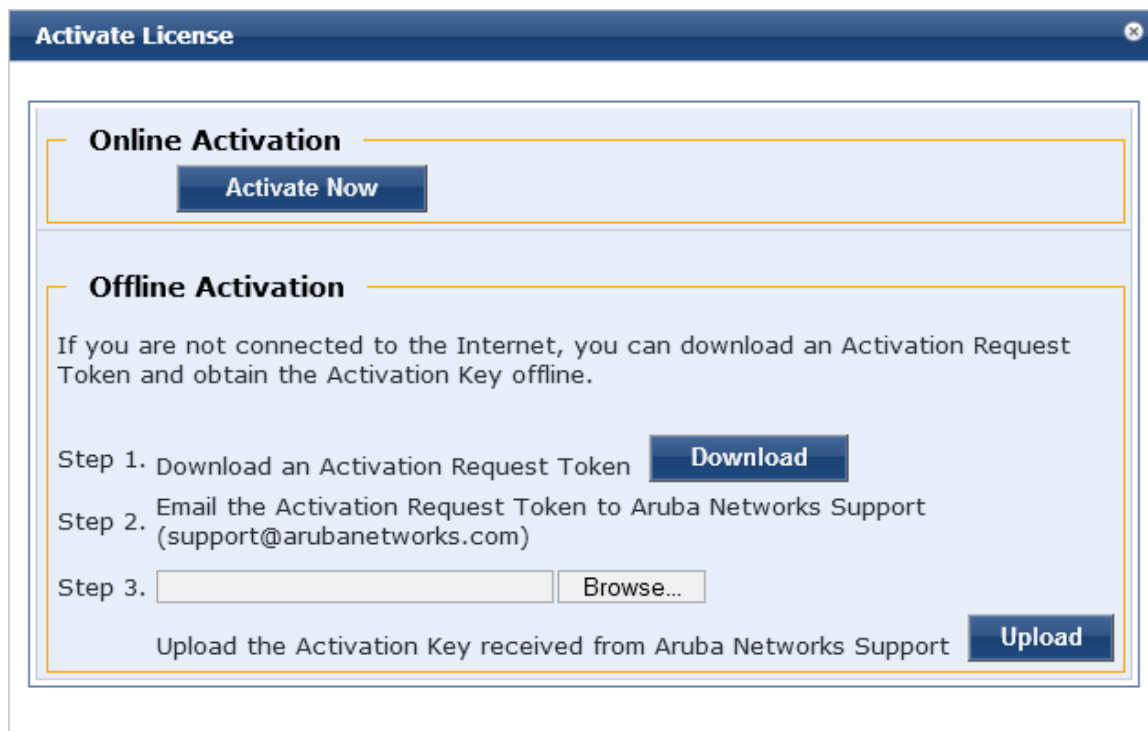 Activate License
Online Activation
Activate Now
Offline Activation
If you are not connected to the Internet, you can download an Activation Request
Token and obtain the Activation Key offline.
Step 1. Download an Activation Request Token Download
Step 2. Email the Activation Request Token to Aruba Networks Support
(support@arubanetworks.com)
Step 3. Browse...
Upload the Activation Key received from Aruba Networks Support Upload